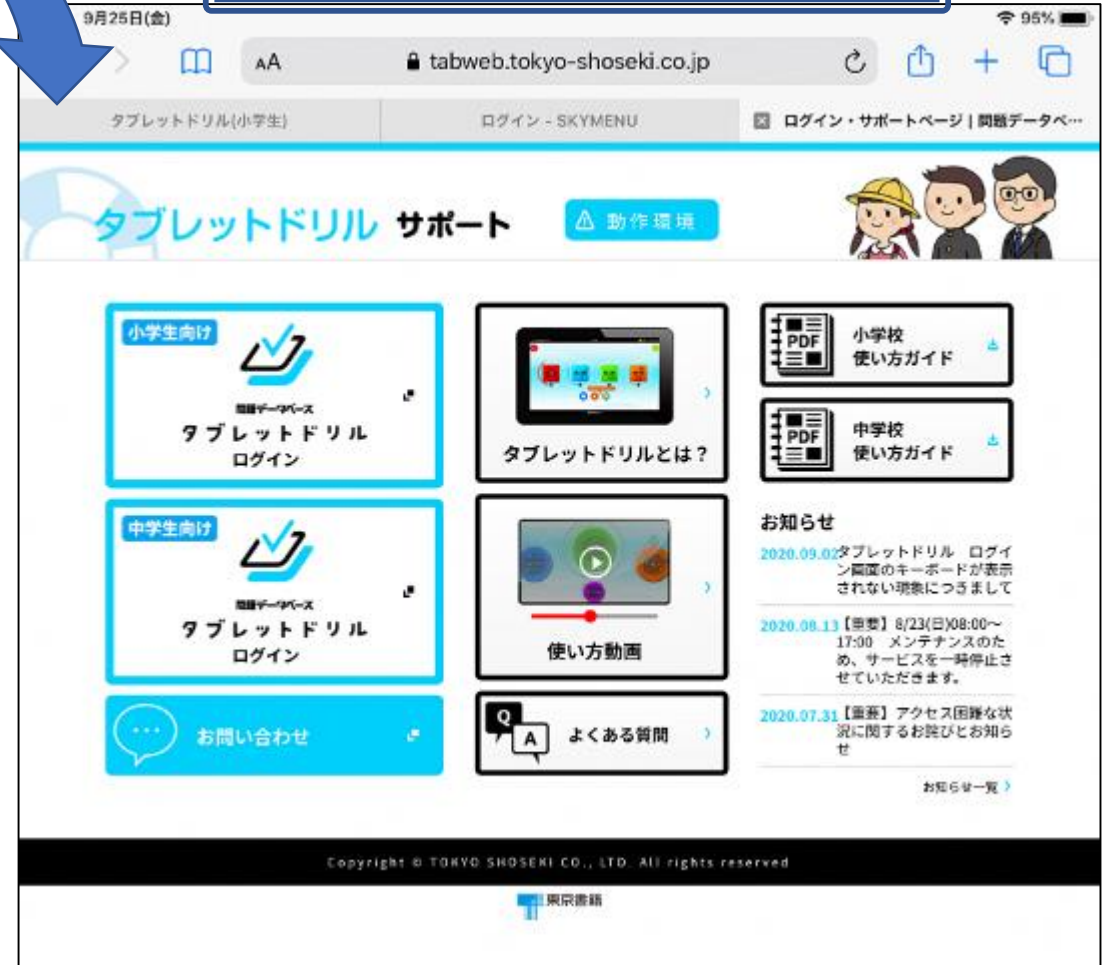 9月25日(金)
95%
AA
tabweb.tokyo-shoseki.co.jp
タブレットドリル(小学生)
ログイン - SKYMENU
ログイン・サポートページ | 問題データベ…
タブレットドリル サポート
動作環境
小学生向け
問題データベース
タブレットドリル
ログイン
タブレットドリルとは？
PDF
小学校
使い方ガイド
PDF
中学校
使い方ガイド
中学生向け
問題データベース
タブレットドリル
ログイン
使い方動画
お知らせ
2020.09.02 タブレットドリル　ログイ
ン画面のキーボードが表示
されない現象につきまして
2020.08.13 【重要】8/23(日)08:00～
17:00　メンテナンスのた
め、サービスを一時停止さ
せていただきます。
2020.07.31 【重要】アクセス困難な状
況に関するお詫びとお知ら
せ
お知らせ一覧
お問い合わせ
Q
A
よくある質問
Copyright © TOKYO SHOSEKI CO., LTD. All rights reserved
東京書籍